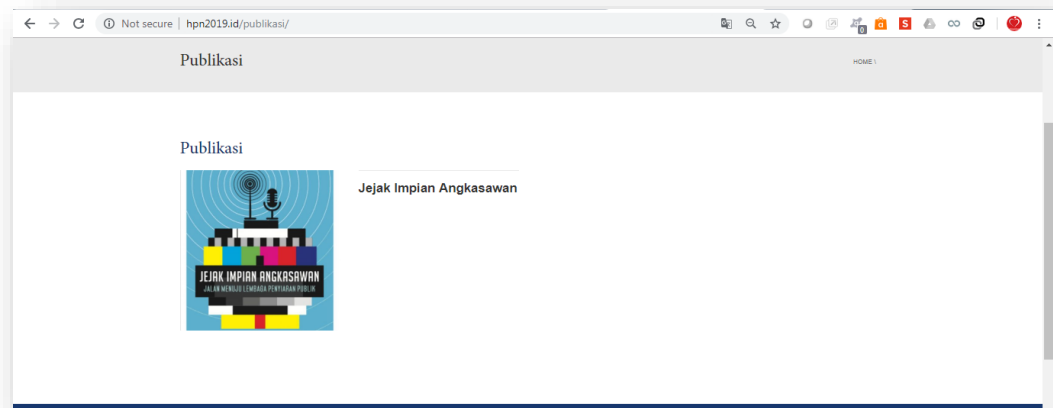 Not secure | hpn2019.id/publikasi/
Publikasi
HOME \
Publikasi
Jejak Impian Angkasawan
JEJAK IMPIAN ANGKASAWAN
JALAN MENUJU LEMBAGA PENYIARAN PUBLIK
0
a
S